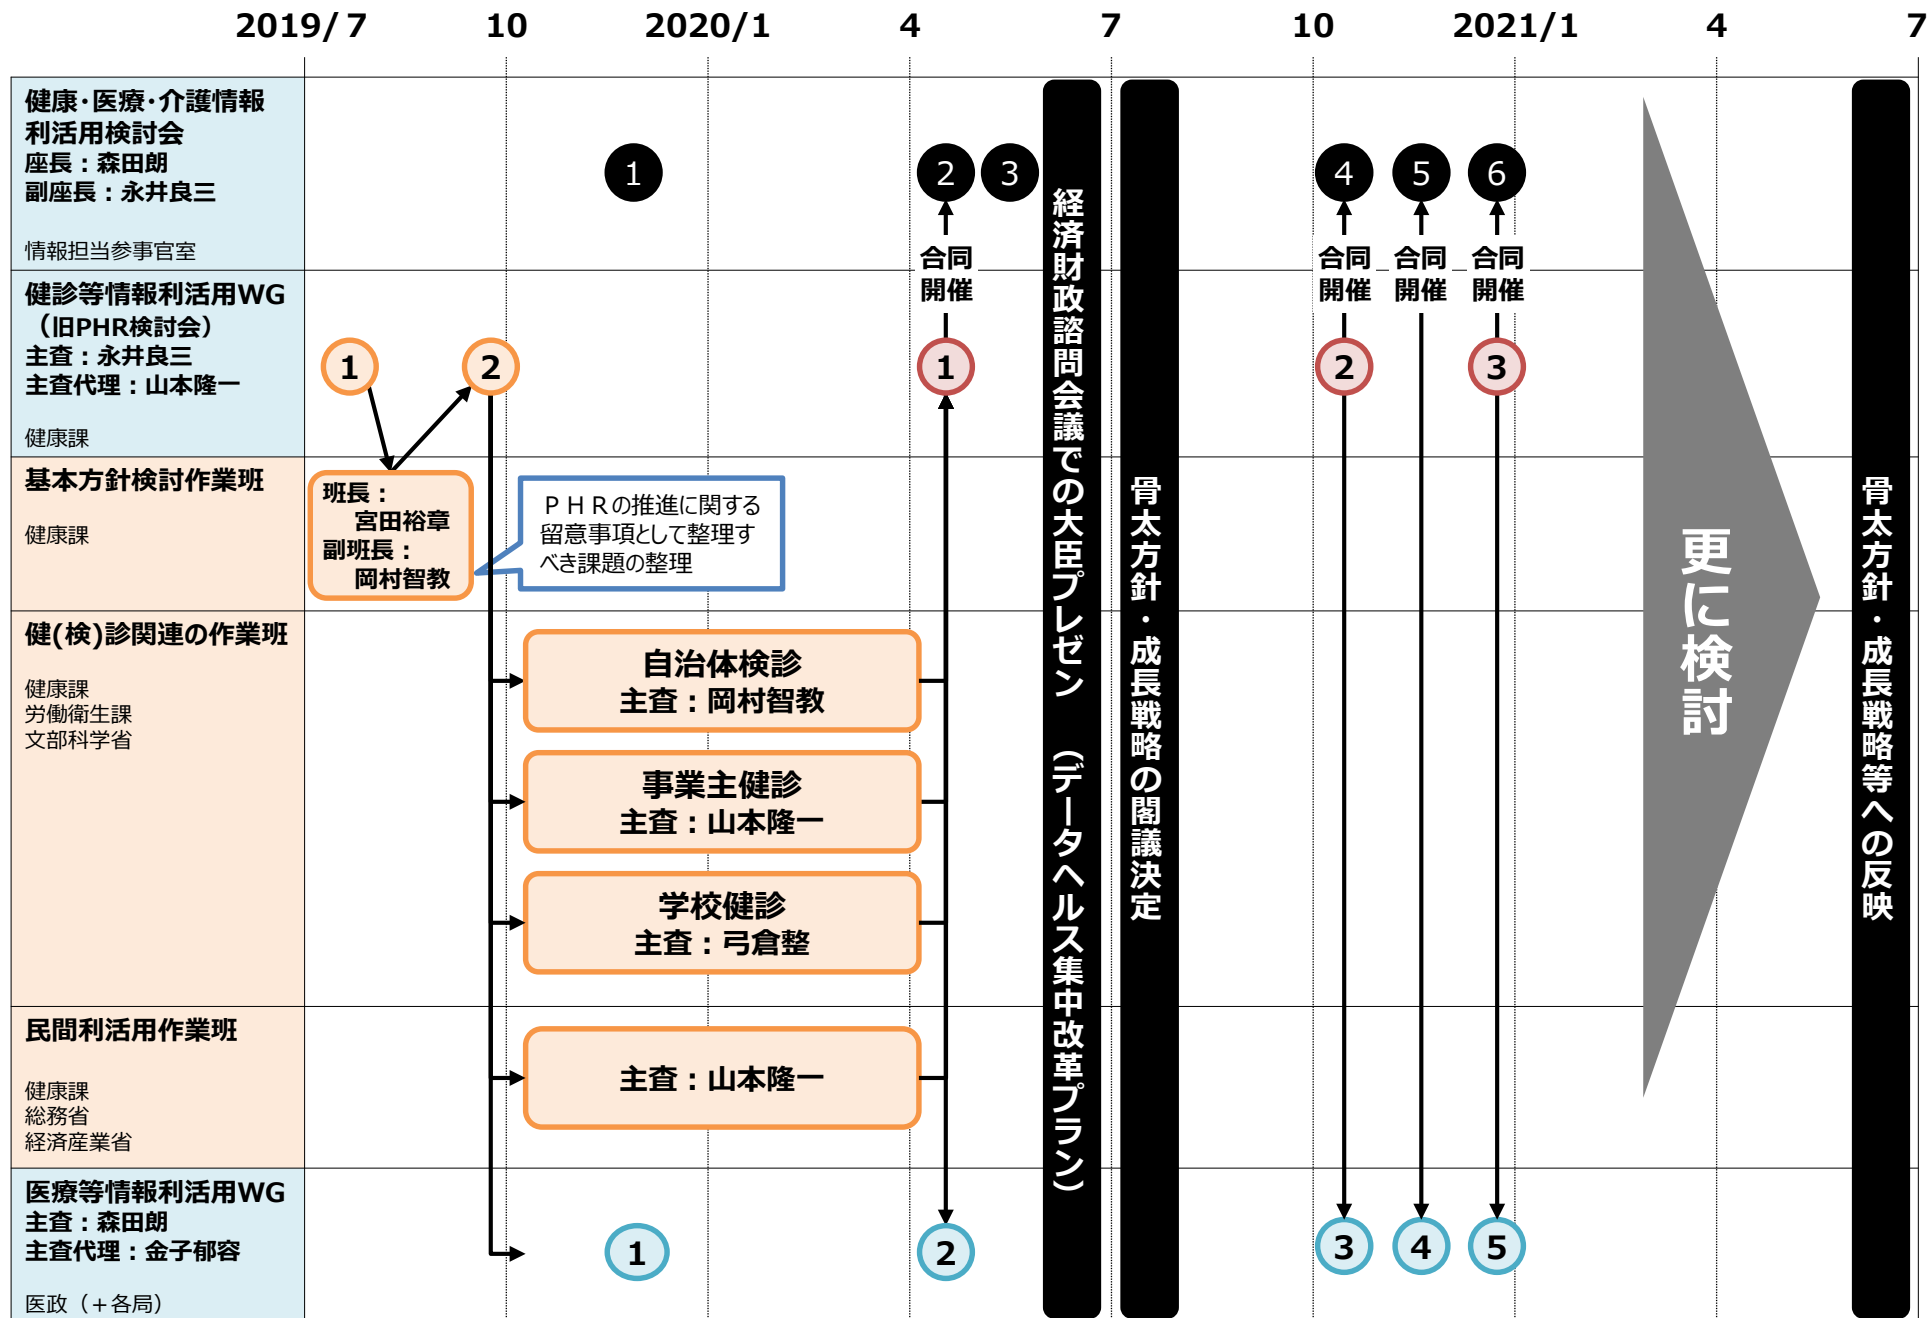 2019/7 10 2020/1 4 7 10 2021/1 4 7
健康･医療･介護情報
利活用検討会
座長：森田朗
副座長：永井良三
情報担当参事官室
1
2
3
4
5
6
合同
開催
合同
開催
合同
開催
合同
開催
健診等情報利活用WG
（旧PHR検討会）
主査：永井良三
主査代理：山本隆一
健康課
1
2
1
2
3
基本方針検討作業班
健康課
班長：
宮田裕章
副班長：
岡村智教
ＰＨＲの推進に関する
留意事項として整理す
べき課題の整理
健(検)診関連の作業班
健康課
労働衛生課
文部科学省
自治体検診
主査：岡村智教
事業主健診
主査：山本隆一
学校健診
主査：弓倉整
民間利活用作業班
健康課
総務省
経済産業省
主査：山本隆一
医療等情報利活用WG
主査：森田朗
主査代理：金子郁容
医政（＋各局）
1
2
3
4
5
経済財政諮問会議での大臣プレゼン （データヘルス集中改革プラン）
骨太方針・成長戦略の閣議決定
更に検討
骨太方針・成長戦略等への反映